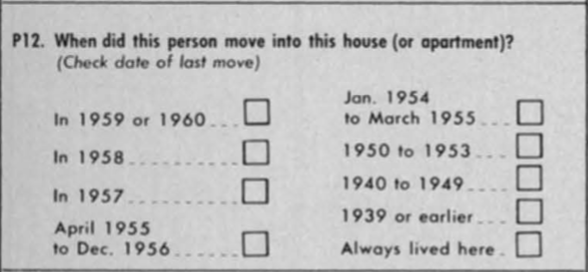 P12. When did this person move into this house (or apartment)?
(Check date of last move)
In 1959 or 1960
In 1958
In 1957
April 1955
to Dec. 1956
Jan. 1954
to March 1955
1950 to 1953
1940 to 1949
1939 or earlier
Always lived here